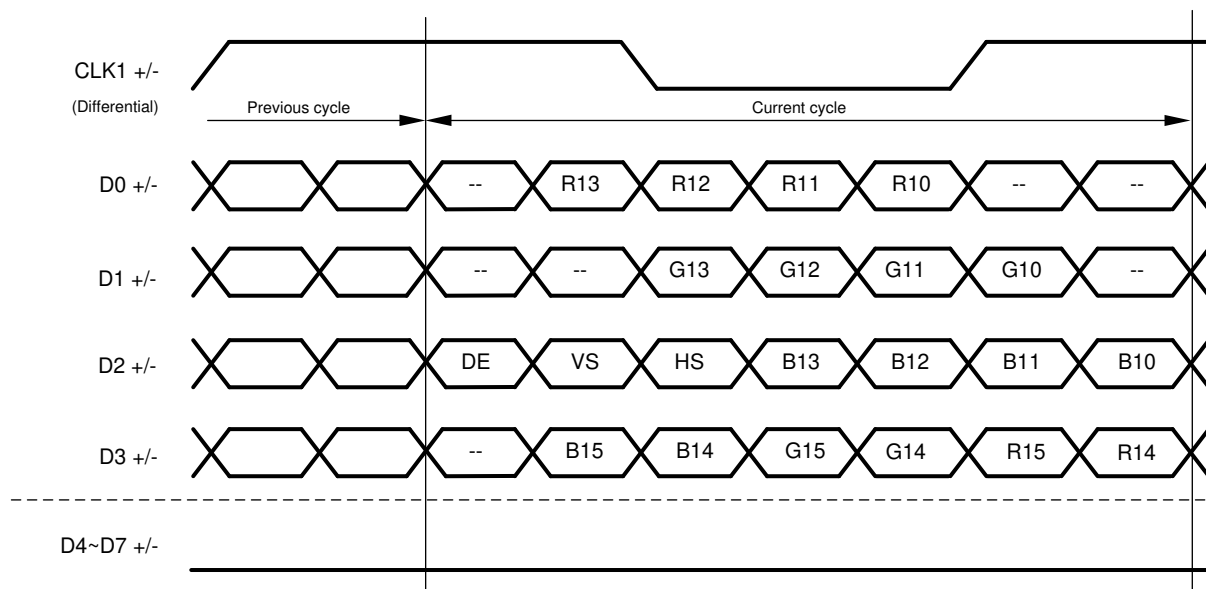 CLK1 +/-
(Differential)
Previous cycle
Current cycle
D0 +/- -- R13 R12 R11 R10 -- --
D1 +/- -- -- G13 G12 G11 G10 --
D2 +/- DE VS HS B13 B12 B11 B10
D3 +/- -- B15 B14 G15 G14 R15 R14
D4~D7 +/-